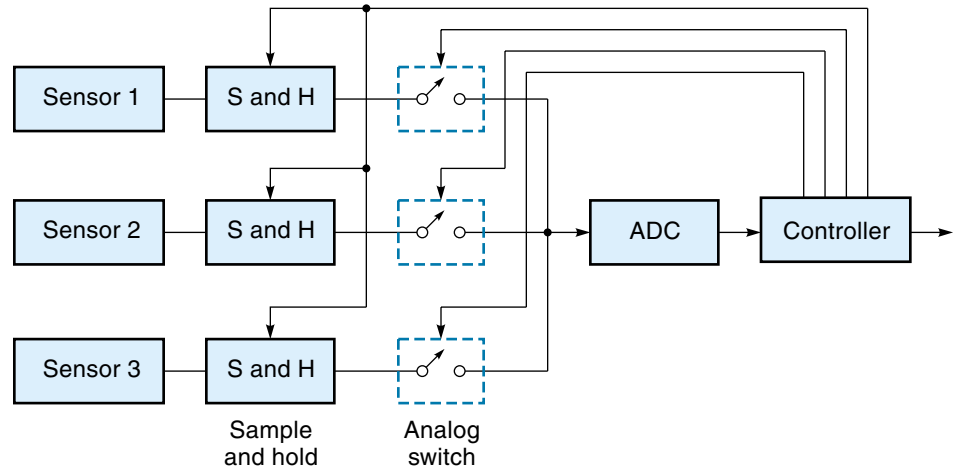 Sensor 1
S and H
Sensor 2
S and H
ADC
Controller
Sensor 3
S and H
Sample
and hold
Analog
switch